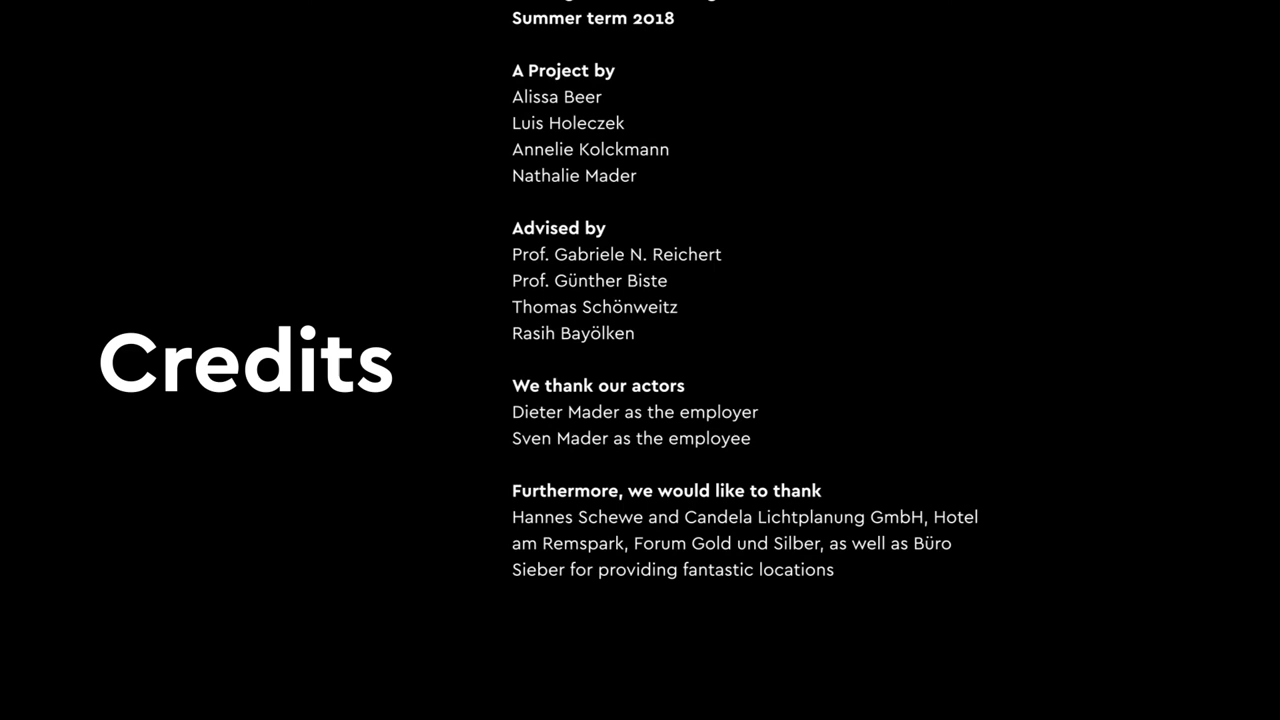 Summer term 2018
A Project by
Alissa Beer
Luis Holeczek
Annelie Kolckmann
Nathalie Mader
Advised by
Prof. Gabriele N. Reichert
Prof. Günther Biste
Thomas Schönweitz
Rasih Bayölken
Credits
We thank our actors
Dieter Mader as the employer
Sven Mader as the employee
Furthermore, we would like to thank
Hannes Schewe and Candela Lichtplanung GmbH, Hotel
am Remspark, Forum Gold und Silber, as well as Büro
Sieber for providing fantastic locations